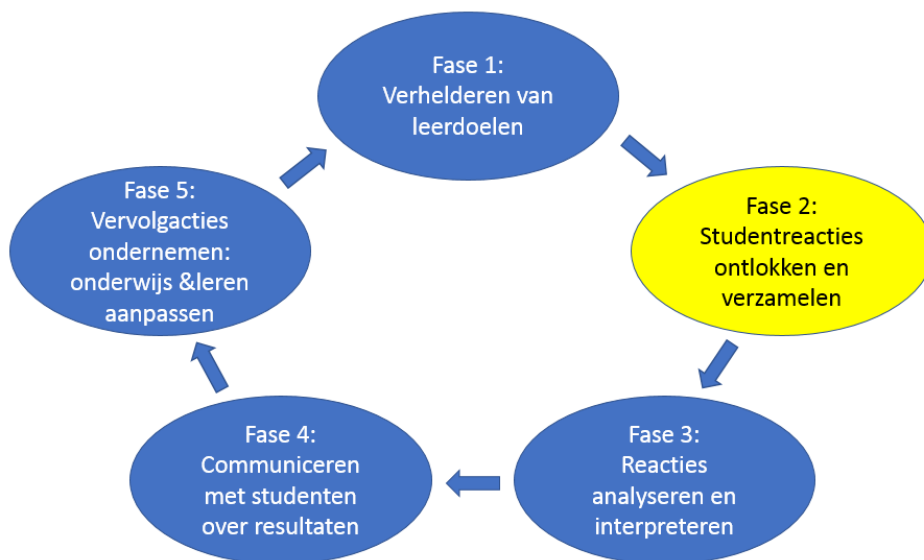 Fase 1:
Verhelderen van
leerdoelen
Fase 2:
Studentreacties
ontlokken en
verzamelen
Fase 3:
Reacties
analyseren en
interpreteren
Fase 4:
Communiceren
met studenten
over resultaten
Fase 5:
Vervolgacties
ondernemen:
onderwijs &leren
aanpassen